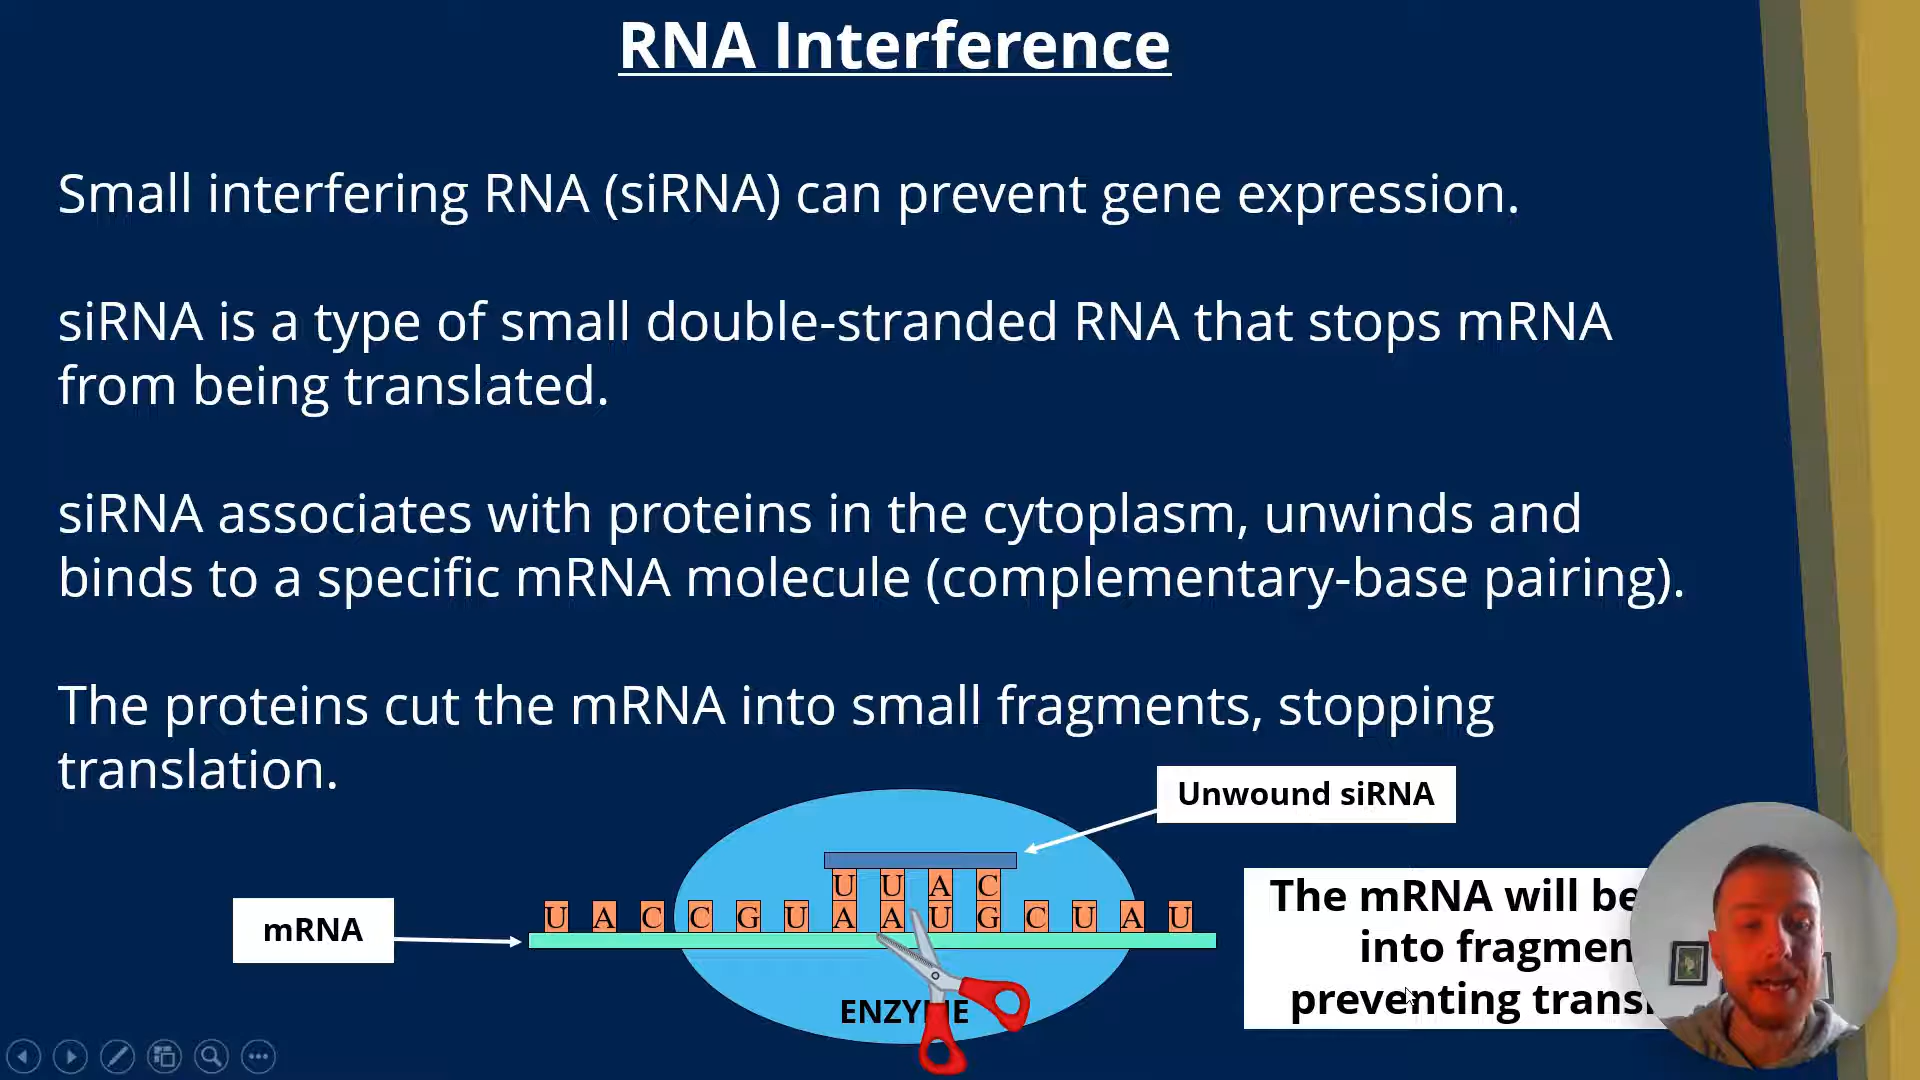 RNA Interference
Small interfering RNA (siRNA) can prevent gene expression.
siRNA is a type of small double-stranded RNA that stops mRNA
from being translated.
siRNA associates with proteins in the cytoplasm, unwinds and
binds to a specific mRNA molecule (complementary-base pairing).
The proteins cut the mRNA into small fragments, stopping
translation.
Unwound siRNA
U U A C
U A C C G U A A U G C U A U
mRNA
ENZYME
The mRNA will be
into
preventing